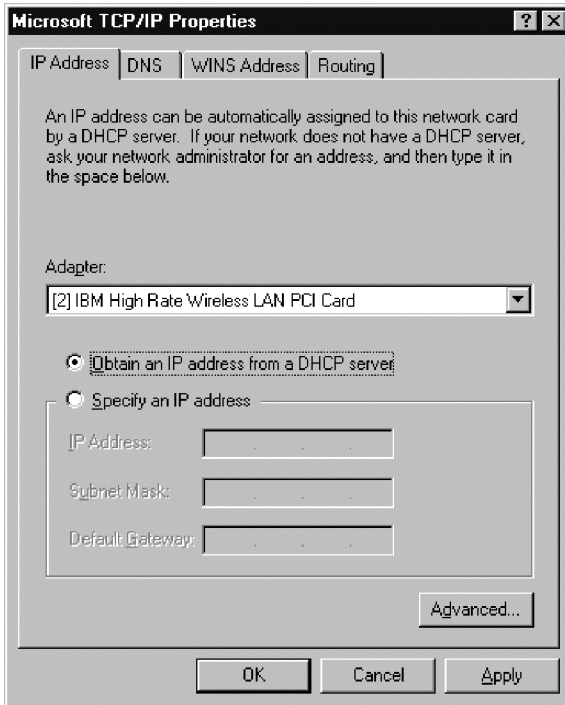 Microsoft TCP/IP Properties
IP Address DNS WINS Address Routing
An IP address can be automatically assigned to this network card
by a DHCP server. If your network does not have a DHCP server,
ask your network administrator for an address, and then type it in
the space below.
Adapter:
[2] IBM High Rate Wireless LAN PCI Card
Obtain an IP address from a DHCP server
Specify an IP address
IP Address:
Subnet Mask:
Default Gateway:
Advanced...
OK Cancel Apply